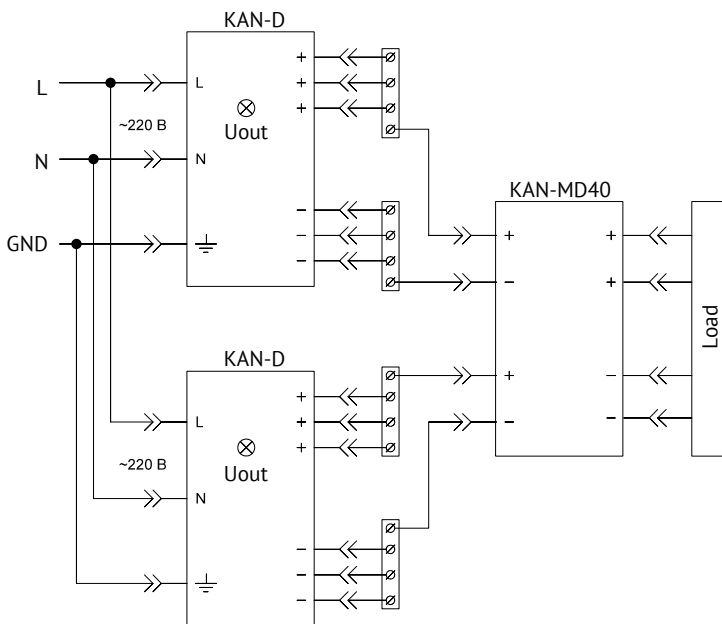 KAN-D
L
L
+
+
+
~220 В
Uout
N
N
KAN-MD40
−
−
−
GND
+
+
−
+
Load
KAN-D
+
−
+
L
+
−
−
+
~220 В
Uout
N
−
−
−